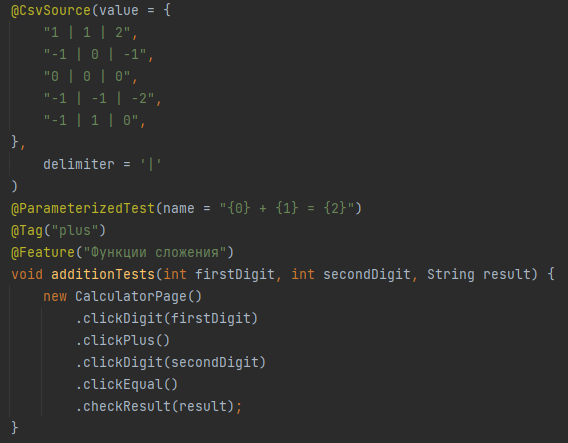 @CsvSource(value = {
"1 | 1 | 2",
"-1 | 0 | -1",
"0 | 0 | 0",
"-1 | -1 | -2",
"-1 | 1 | 0",
},
delimiter = '|'
)
@ParameterizedTest(name = "{0} + {1} = {2}")
@Tag("plus")
@Feature("Функции сложения")
void additionTests(int firstDigit, int secondDigit, String result) {
new CalculatorPage()
.clickDigit(firstDigit)
.clickPlus()
.clickDigit(secondDigit)
.clickEqual()
.checkResult(result);
}